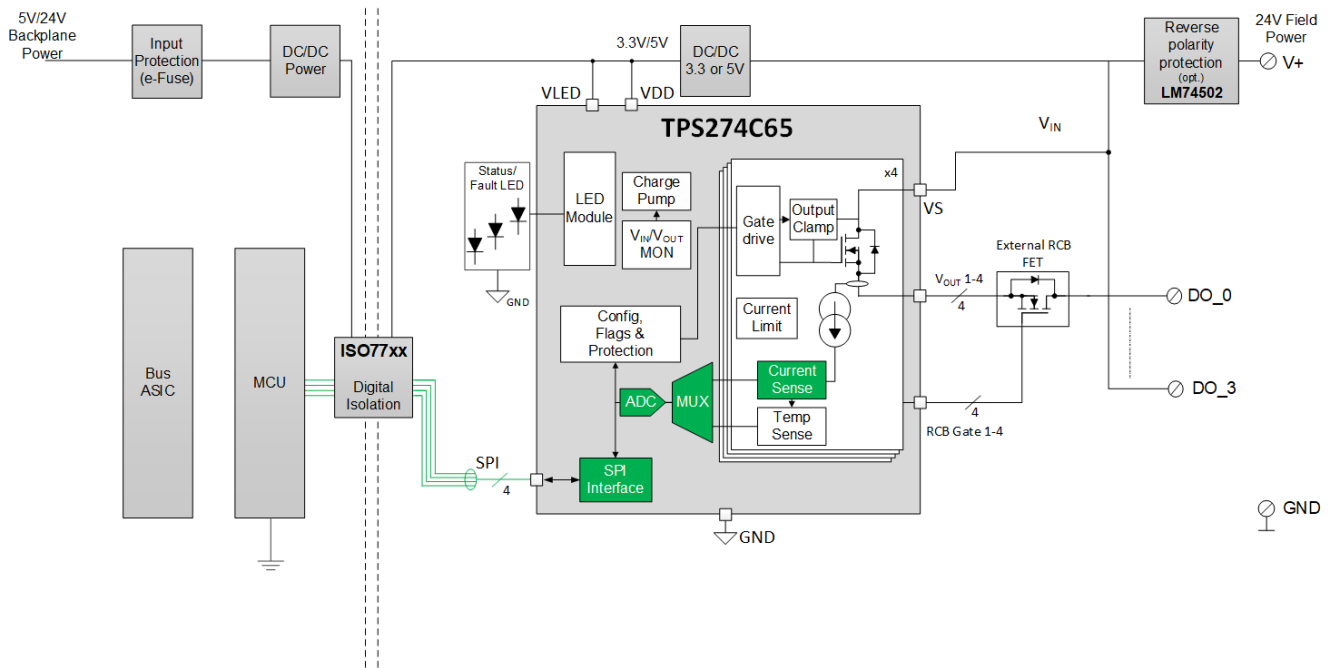 5V/24V
Backplane
Power
Input
Protection
(e-Fuse)
DC/DC
Power
3.3V/5V
DC/DC
3.3 or 5V
Reverse
polarity
protection
(opt.)
LM74502
24V Field
Power
V+
VLED
VDD
TPS274C65
VIN
Status/
Fault LED
LED
Module
Charge
Pump
VIN/VOUT
MON
x4
Gate
drive
Output
Clamp
VS
External RCB
FET
GND
VOUT 1-4
4
DO_0
Config,
Flags &
Protection
Current
Limit
Bus
ASIC
MCU
ISO77xx
Digital
Isolation
ADC
MUX
Current
Sense
Temp
Sense
DO_3
4
RCB Gate 1-4
SPI
4
SPI
Interface
GND
GND